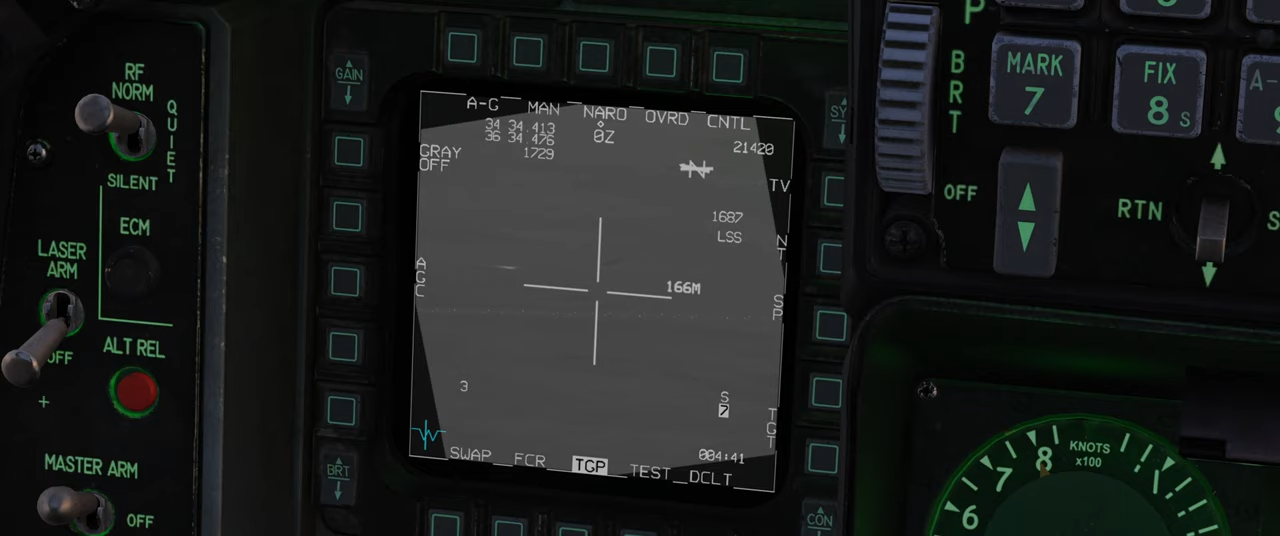 RF
NORM
QUIET
SILENT
ECM
LASER
ARM
OFF
ALT REL
MASTER ARM
OFF
GAIN
BRT
SY
CON
A-G MAN NARO OVRD CNTL
34 34.413
36 34.476
1729
0Z
21420
GRAY
OFF
TV
1687
LSS
NT
AGC
166M
SP
3
S
7
TGT
004:41
SWAP FCR TGP TEST DCLT
P
BRT
OFF
MARK
7
FIX
8 S
A-
RTN
S
KNOTS
x100
6
7
8